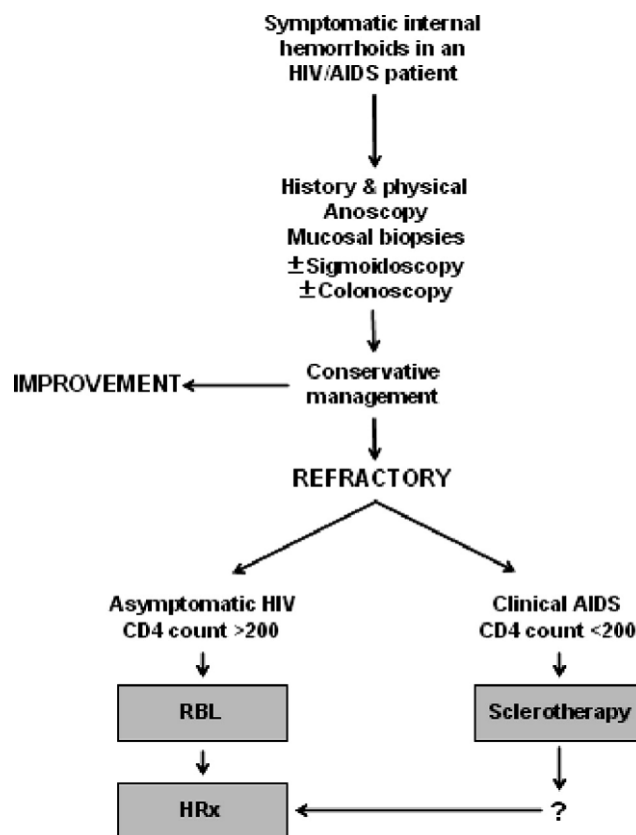 Symptomatic internal
hemorrhoids in an
HIV/AIDS patient
History & physical
Anoscopy
Mucosal biopsies
±Sigmoidoscopy
±Colonoscopy
IMPROVEMENT
Conservative
management
REFRACTORY
Asymptomatic HIV
CD4 count >200
Clinical AIDS
CD4 count <200
RBL
Sclerotherapy
HRx
?